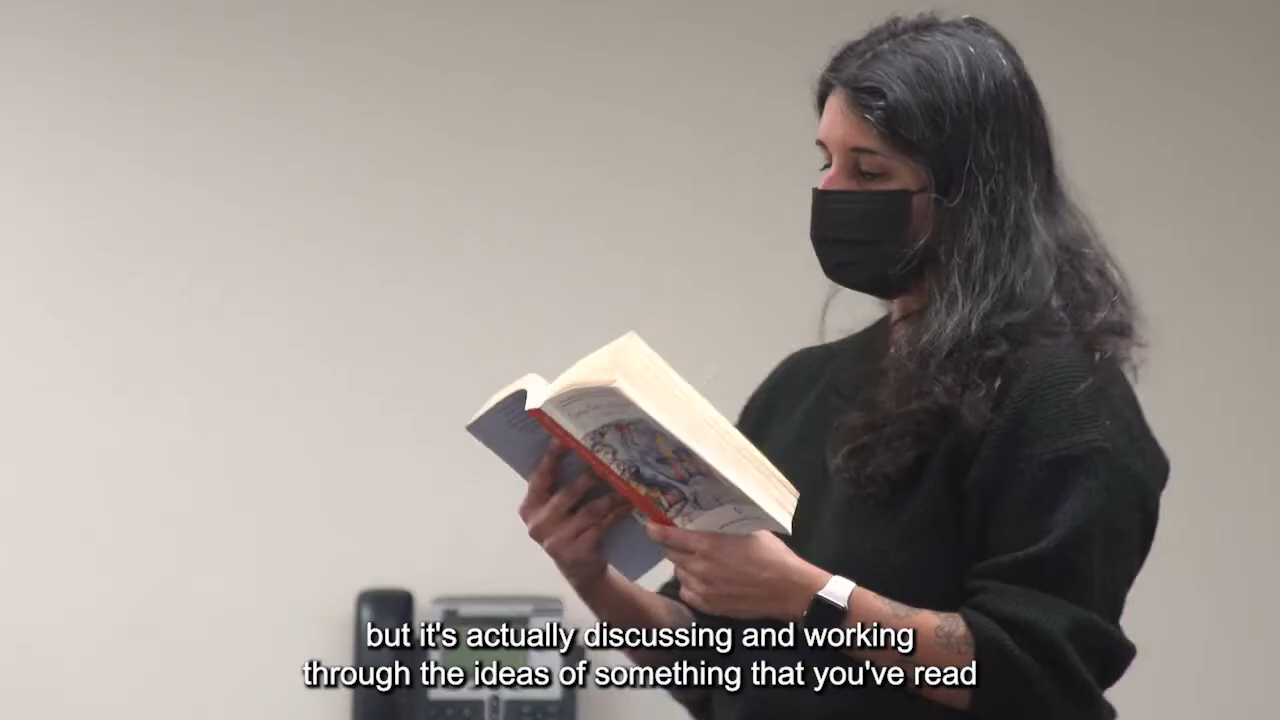 but it's actually discussing and working
through the ideas of something that you've read